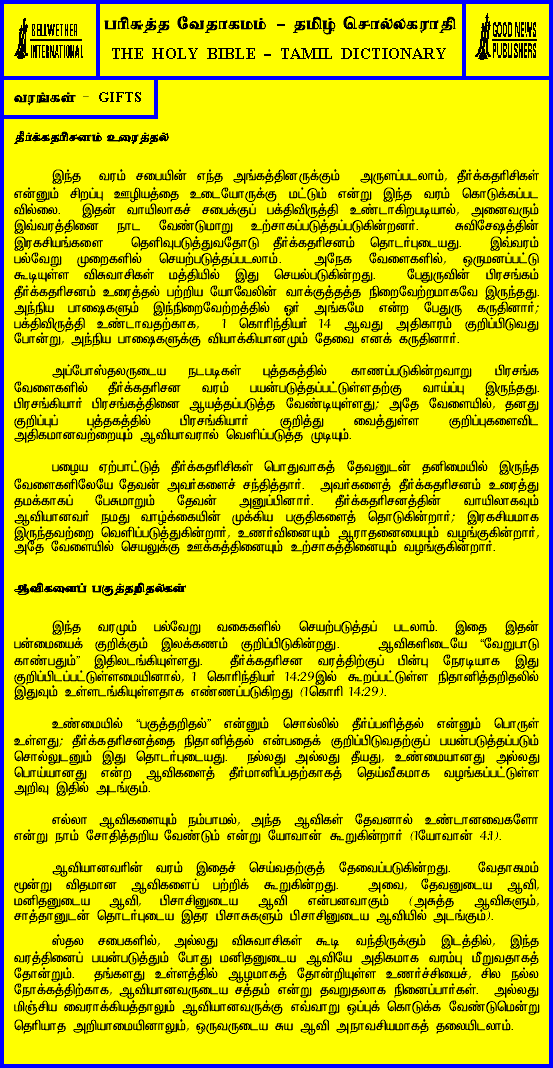 BELLWETHER
INTERNATIONAL
பரிசுத்த வேதாகமம் - தமிழ் சொல்லகராதி
THE HOLY BIBLE - TAMIL DICTIONARY
GOOD NEWS
PUBLISHERS
வரங்கள் - GIFTS
தீர்க்கதரிசனம் உரைத்தல்
இந்த வரம் சபையின் எந்த அங்கத்தினருக்கும் அருளப்படலாம், தீர்க்கதரிசிகள்
என்னும் சிறப்பு ஊழியத்தை உடையோருக்கு மட்டும் என்று இந்த வரம் கொடுக்கப்பட
வில்லை. இதன் வாயிலாகச் சபைக்குப் பக்திவிருத்தி உண்டாகிறபடியால், அனைவரும்
இவ்வரத்தினை நாட வேண்டுமாறு உற்சாகப்படுத்தப்படுகின்றனர். சுவிசேஷத்தின்
இரகசியங்களை தெளிவுபடுத்துவதோடு தீர்க்கதரிசனம் தொடர்புடையது. இவ்வரம்
பல்வேறு முறைகளில் செயற்படுத்தப்படலாம். அநேக வேளைகளில், ஒருமனப்பட்டு
கூடியுள்ள விசுவாசிகள் மத்தியில் இது செயல்படுகின்றது. பேதுருவின் பிரசங்கம்
தீர்க்கதரிசனம் உரைத்தல் பற்றிய யோவேலின் வாக்குத்தத்த நிறைவேற்றமாகவே இருந்தது.
அந்நிய பாஷைகளும் இந்நிறைவேற்றத்தில் ஓர் அங்கமே என்ற பேதுரு கருதினார்;
பக்திவிருத்தி உண்டாவதற்காக, 1 கொரிந்தியர் 14 ஆவது அதிகாரம் குறிப்பிடுவது
போன்று, அந்நிய பாஷைகளுக்கு வியாக்கியானமும் தேவை எனக் கருதினார்.
அப்போஸ்தலருடைய நடபடிகள் புத்தகத்தில் காணப்படுகின்றவாறு பிரசங்க
வேளைகளில் தீர்க்கதரிசன வரம் பயன்படுத்தப்பட்டுள்ளதற்கு வாய்ப்பு இருந்தது.
பிரசங்கியார் பிரசங்கத்தினை ஆயத்தப்படுத்த வேண்டியுள்ளது; அதே வேளையில், தனது
குறிப்புப் புத்தகத்தில் பிரசங்கியார் குறித்து வைத்துள்ள குறிப்புகளைவிட
அதிகமானவற்றையும் ஆவியாவரால் வெளிப்படுத்த முடியும்.
பழைய ஏற்பாட்டுத் தீர்க்கதரிசிகள் பொதுவாகத் தேவனுடன் தனிமையில் இருந்த
வேளைகளிலேயே தேவன் அவர்களைச் சந்தித்தார். அவர்களைத் தீர்க்கதரிசனம் உரைத்து
தமக்காகப் பேசுமாறும் தேவன் அனுப்பினார். தீர்க்கதரிசனத்தின் வாயிலாகவும்
ஆவியானவர் நமது வாழ்க்கையின் முக்கிய பகுதிகளைத் தொடுகின்றார்; இரகசியமாக
இருந்தவற்றை வெளிப்படுத்துகின்றார், உணர்வினையும் ஆராதனையையும் வழங்குகின்றார்,
அதே வேளையில் செயலுக்கு ஊக்கத்தினையும் உற்சாகத்தினையும் வழங்குகின்றார்.
ஆவிகளைப் பகுத்தறிதல்கள்
இந்த வரமும் பல்வேறு வகைகளில் செயற்படுத்தப் படலாம். இதை இதன்
பன்மையைக் குறிக்கும் இலக்கணம் குறிப்பிடுகின்றது. ஆவிகளிடையே “வேறுபாடு
காண்பதும்” இதிலடங்கியுள்ளது. தீர்க்கதரிசன வரத்திற்குப் பின்பு நேரடியாக இது
குறிப்பிடப்பட்டுள்ளமையினால், 1 கொரிந்தியர் 14:29இல் கூறப்பட்டுள்ள நிதானித்தறிதலில்
இதுவும் உள்ளடங்கியுள்ளதாக எண்ணப்படுகிறது (1கொரி 14:29).
உண்மையில் “பகுத்தறிதல்” என்னும் சொல்லில் தீர்ப்பளித்தல் என்னும் பொருள்
உள்ளது; தீர்க்கதரிசனத்தை நிதானித்தல் என்பதைக் குறிப்பிடுவதற்குப் பயன்படுத்தப்படும்
சொல்லுடனும் இது தொடர்புடையது. நல்லது அல்லது தீயது, உண்மையானது அல்லது
பொய்யானது என்ற ஆவிகளைத் தீர்மானிப்பதற்காகத் தெய்வீகமாக வழங்கப்பட்டுள்ள
அறிவு இதில் அடங்கும்.
எல்லா ஆவிகளையும் நம்பாமல், அந்த ஆவிகள் தேவனால் உண்டானவைகளோ
என்று நாம் சோதித்தறிய வேண்டும் என்று யோவான் கூறுகின்றார் (1யோவான் 4:1).
ஆவியானவரின் வரம் இதைச் செய்வதற்குத் தேவைப்படுகின்றது. வேதாகமம்
மூன்று விதமான ஆவிகளைப் பற்றிக் கூறுகின்றது. அவை, தேவனுடைய ஆவி,
மனிதனுடைய ஆவி, பிசாசினுடைய ஆவி என்பனவாகும் (அசுத்த ஆவிகளும்,
சாத்தானுடன் தொடர்புடைய இதர பிசாசுகளும் பிசாசினுடைய ஆவியில் அடங்கும்).
ஸ்தல சபைகளில், அல்லது விசுவாசிகள் கூடி வந்திருக்கும் இடத்தில், இந்த
வரத்தினைப் பயன்படுத்தும் போது மனிதனுடைய ஆவியே அதிகமாக வரம்பு மீறுவதாகத்
தோன்றும். தங்களது உள்ளத்தில் ஆழமாகத் தோன்றியுள்ள உணர்ச்சியைச், சில நல்ல
நோக்கத்திற்காக, ஆவியானவருடைய சத்தம் என்று தவறுதலாக நினைப்பார்கள். அல்லது
மிஞ்சிய வைராக்கியத்தாலும் ஆவியானவருக்கு எவ்வாறு ஒப்புக் கொடுக்க வேண்டுமென்று
தெரியாத அறியாமையினாலும், ஒருவருடைய சுய ஆவி அநாவசியமாகத் தலையிடலாம்.